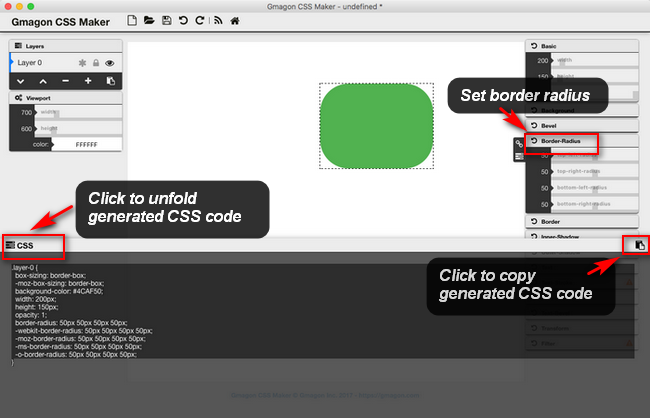 Gmagon CSS Maker - undefined *
Gmagon CSS Maker
Layers
Layer 0
Viewport
700 width
600 height
color: FFFFFF
Basic
200 width
150 height
Set border radius
Background
Bevel
Border-Radius
50 top-left-radius
50 top-right-radius
50 bottom-left-radius
50 bottom-right-radius
Border
Inner-Shadow
Click to unfold
generated CSS code
CSS
Click to copy
generated CSS code
.layer-0 {
box-sizing: border-box;
-moz-box-sizing: border-box;
background-color: #4CAF50;
width: 200px;
height: 150px;
opacity: 1;
border-radius: 50px 50px 50px 50px;
-webkit-border-radius: 50px 50px 50px 50px;
-moz-border-radius: 50px 50px 50px 50px;
-ms-border-radius: 50px 50px 50px 50px;
-o-border-radius: 50px 50px 50px 50px;
}
Transform
Filter